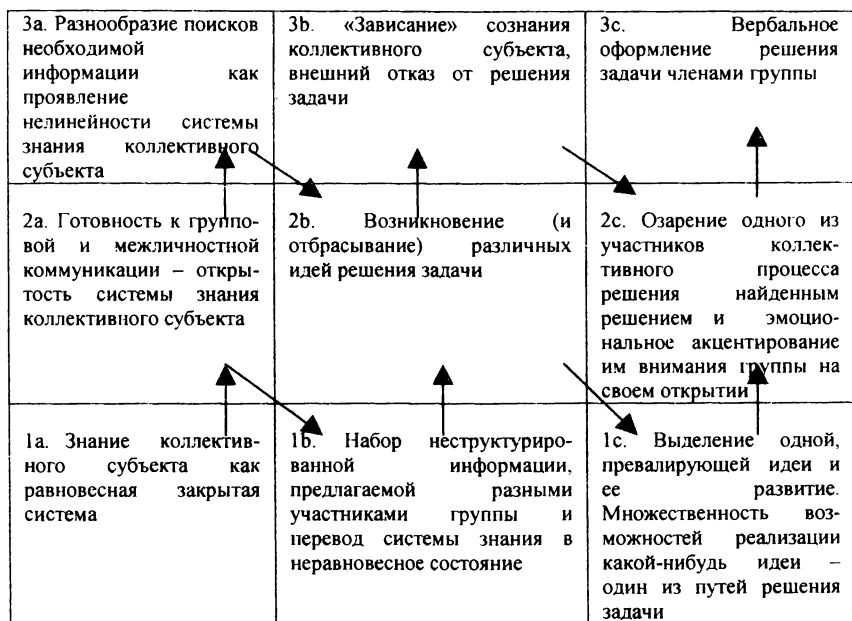 3a. Разнообразие поисков
необходимой
информации как
проявление
нелинейности системы
знания коллективного
субъекта
3b. «Зависание» сознания
коллективного субъекта,
внешний отказ от решения
задачи
3c. Вербальное
оформление решения
задачи членами группы
2a. Готовность к группо-
вой и межличностной
коммуникации – откры-
тость системы знания
коллективного субъекта
2b. Возникновение (и
отбрасывание) различных
идей решения задачи
2c. Озарение одного из
участников коллек-
тивного процесса
решения найденным
решением и эмоцио-
нальное акцентирование
им внимания группы на
своем открытии
1a. Знание коллектив-
ного субъекта как
равновесная закрытая
система
1b. Набор неструктуриро-
ванной информации,
предлагаемой разными
участниками группы и
перевод системы знания в
неравновесное состояние
1c. Выделение одной,
превалирующей идеи и
ее развитие.
Множественность воз-
можностей реализации
какой-нибудь идеи –
один из путей решения
задачи